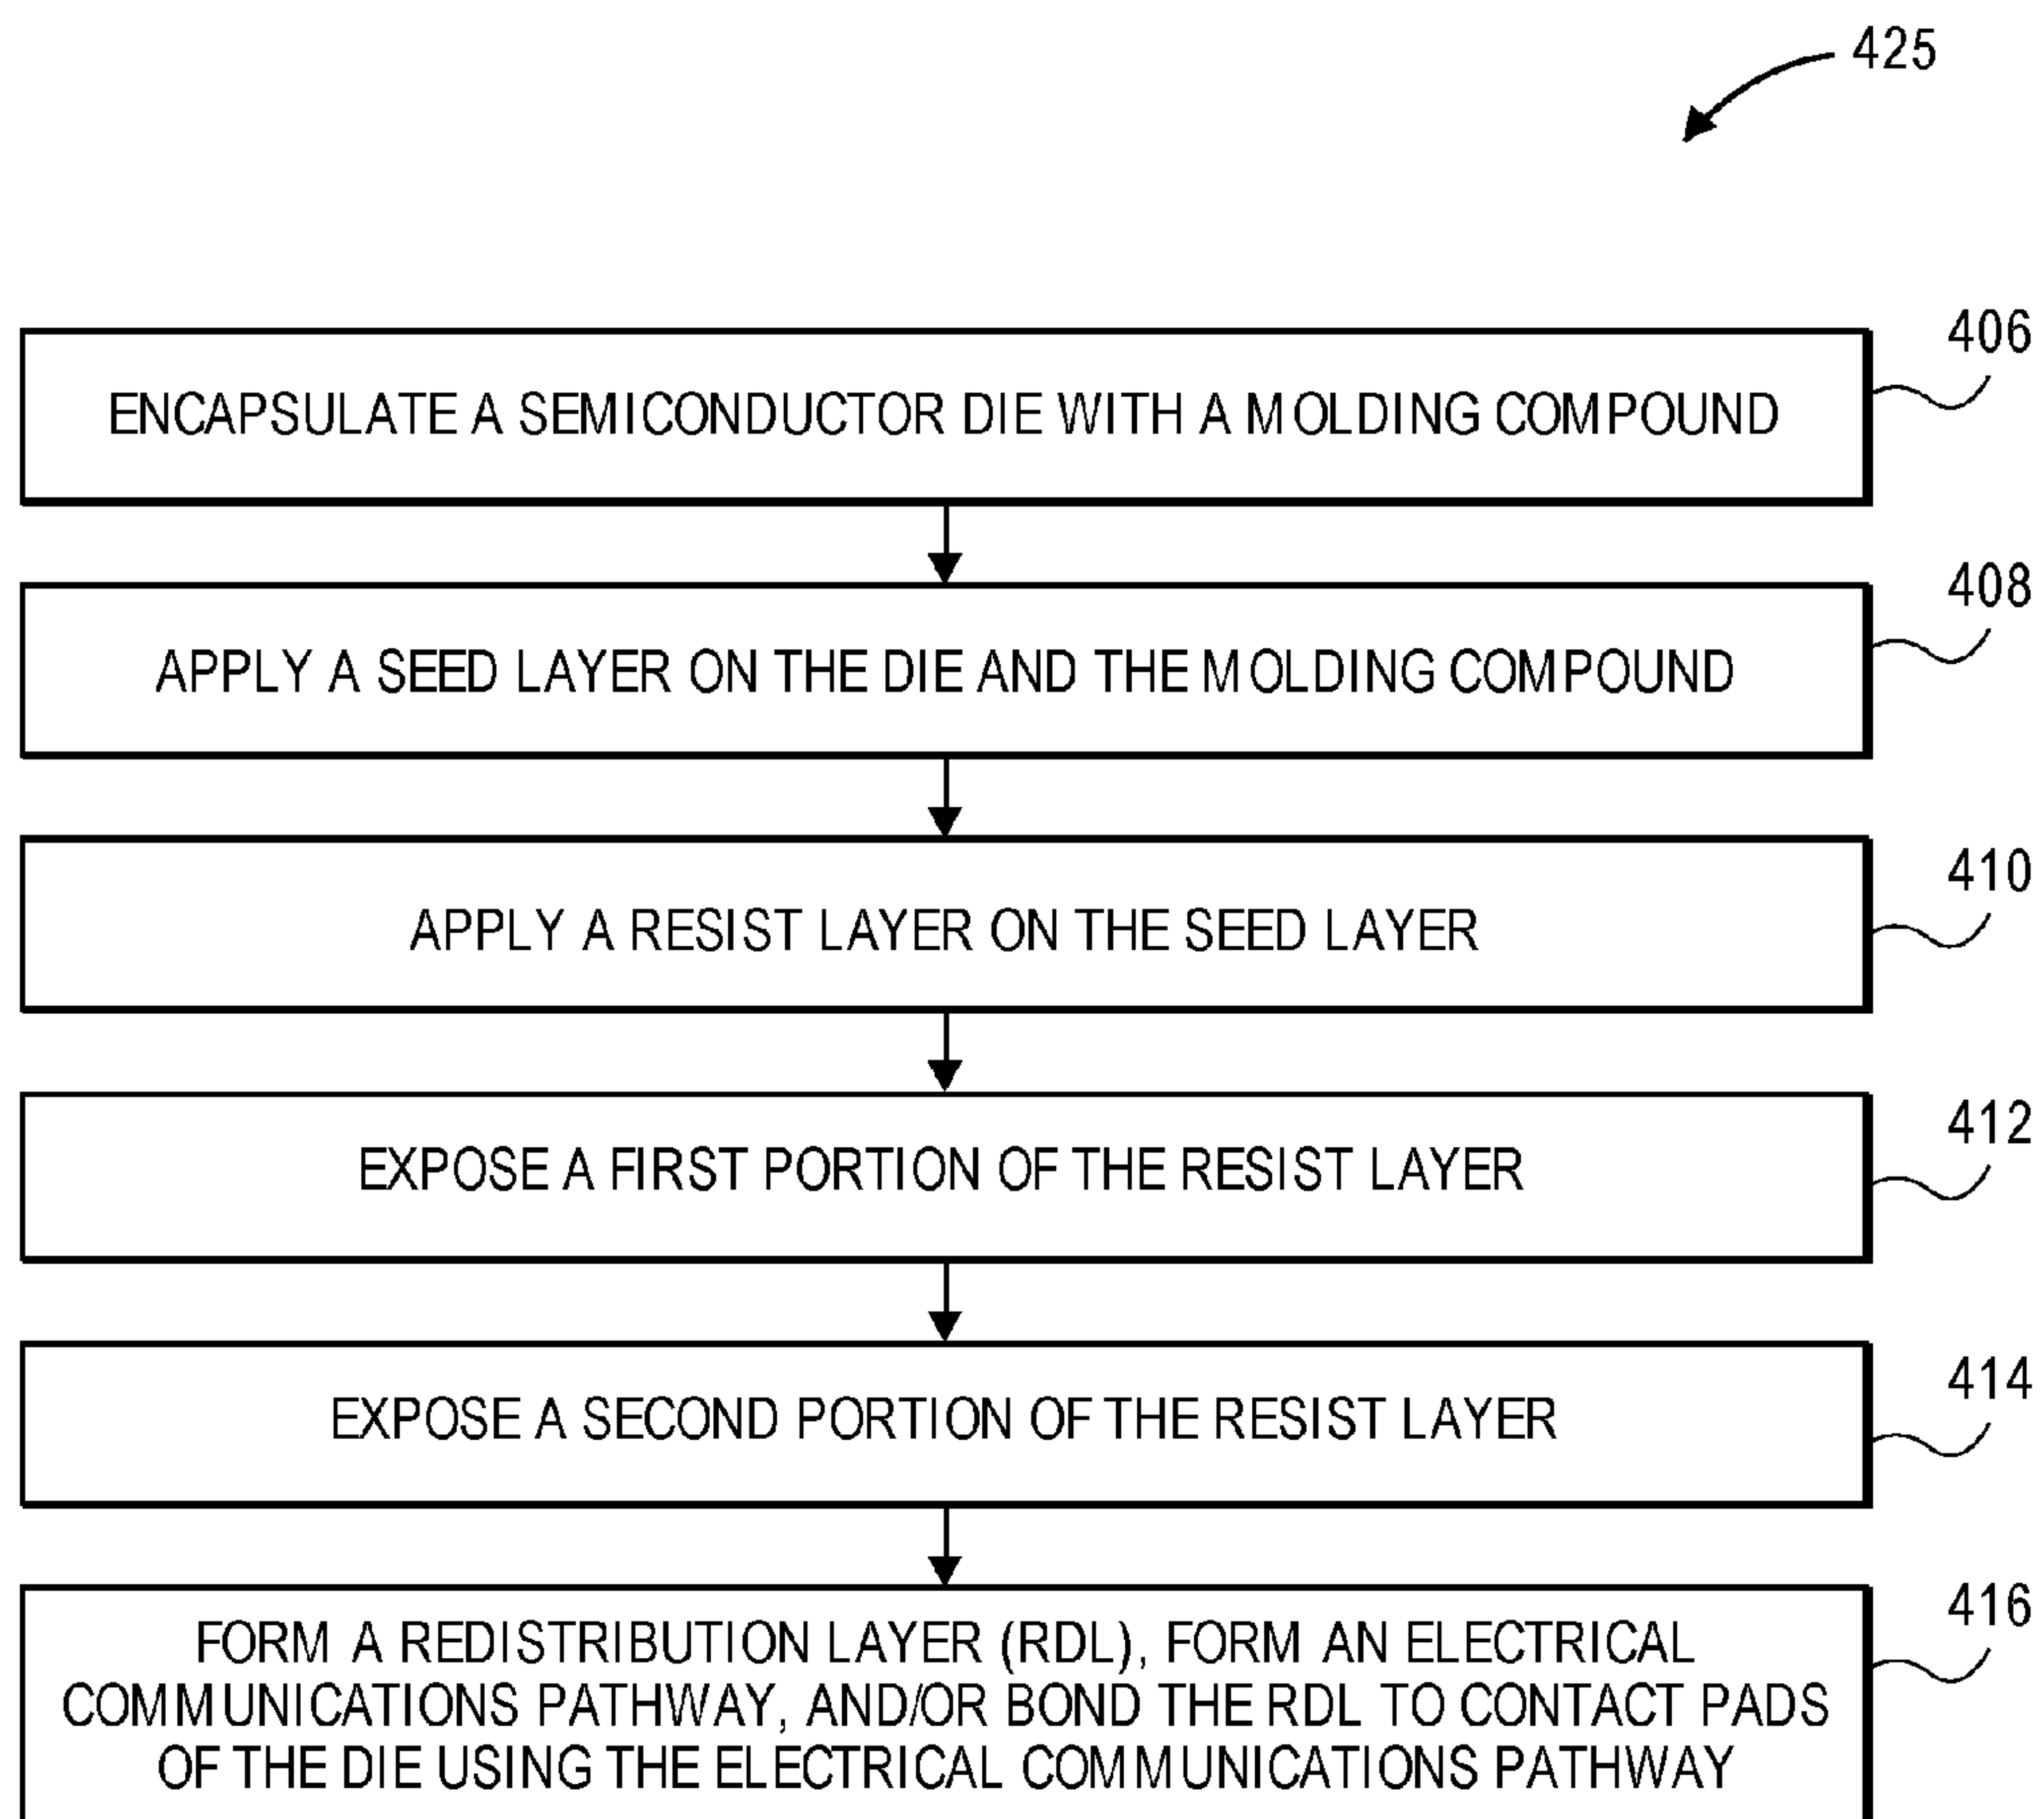 425
406
ENCAPSULATE A SEMICONDUCTOR DIE WITH A MOLDING COMPOUND
408
APPLY A SEED LAYER ON THE DIE AND THE MOLDING COMPOUND
410
APPLY A RESIST LAYER ON THE SEED LAYER
412
EXPOSE A FIRST PORTION OF THE RESIST LAYER
414
EXPOSE A SECOND PORTION OF THE RESIST LAYER
416
FORM A REDISTRIBUTION LAYER (RDL), FORM AN ELECTRICAL
COMMUNICATIONS PATHWAY, AND/OR BOND THE RDL TO CONTACT PADS
OF THE DIE USING THE ELECTRICAL COMMUNICATIONS PATHWAY